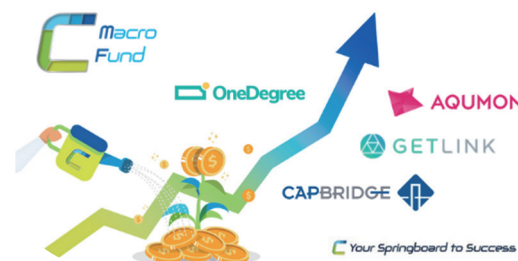 Macro
Fund
OneDegree
AQUMON
GETLINK
CAPBRIDGE
Your Springboard to Success